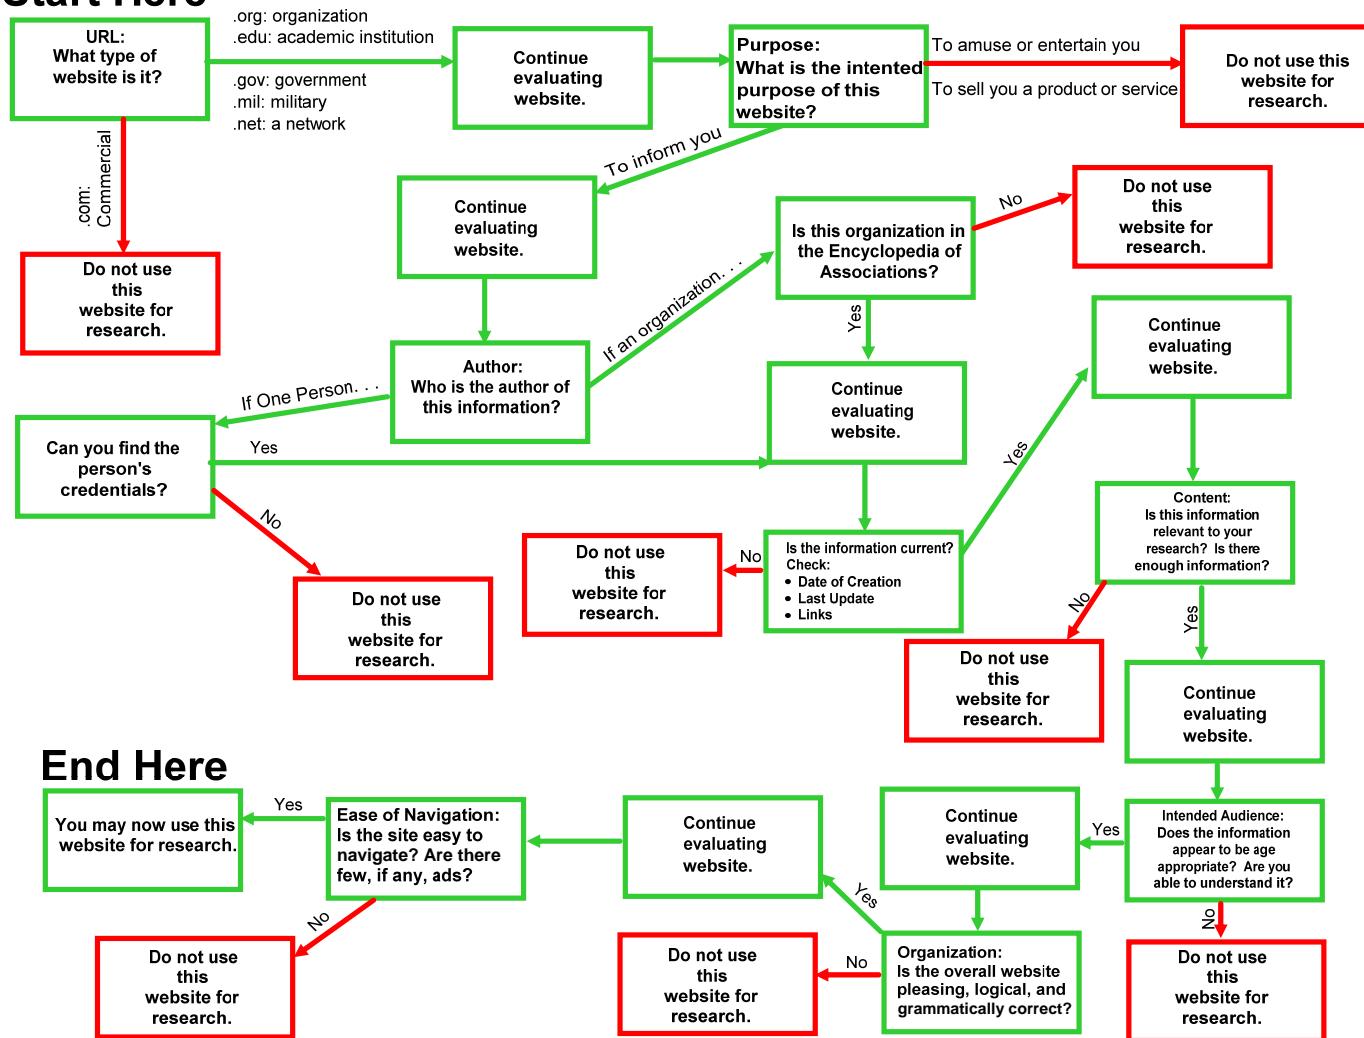 Start Here
URL:
What type of
website is it?
.org: organization
.edu: academic institution
.gov: government
.mil: military
.net: a network
Continue
evaluating
website.
Purpose:
What is the intented
purpose of this
website?
To amuse or entertain you
To sell you a product or service
Do not use this
website for
research.
.com:
Commercial
Do not use
this
website for
research.
To inform you
Continue
evaluating
website.
Author:
Who is the author of
this information?
If an organization. . .
Is this organization in
the Encyclopedia of
Associations?
No
Do not use
this
website for
research.
Yes
Continue
evaluating
website.
If One Person. . .
Can you find the
person's
credentials?
Yes
No
Do not use
this
website for
research.
Is the information current?
Check:
• Date of Creation
• Last Update
• Links
No
Do not use
this
website for
research.
Yes
Continue
evaluating
website.
Content:
Is this information
relevant to your
research? Is there
enough information?
No
Do not use
this
website for
research.
Yes
Continue
evaluating
website.
Intended Audience:
Does the information
appear to be age
appropriate? Are you
able to understand it?
No
Do not use
this
website for
research.
Yes
Continue
evaluating
website.
Organization:
Is the overall website
pleasing, logical, and
grammatically correct?
No
Do not use
this
website for
research.
Yes
Continue
evaluating
website.
Ease of Navigation:
Is the site easy to
navigate? Are there
few, if any, ads?
No
Do not use
this
website for
research.
Yes
End Here
You may now use this
website for research.